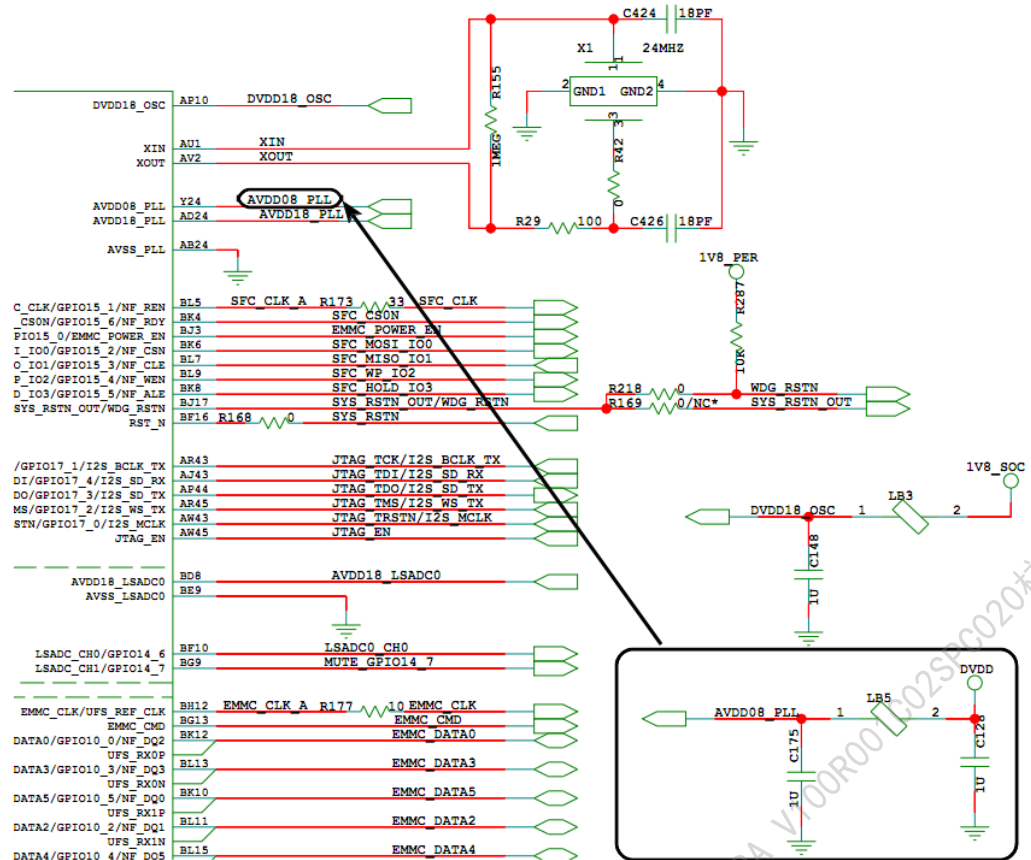 C424 18PF
X1 24MHZ
1
1
R155
1MEG
2 GND1 GND2 4
3
3
R42
0
R29 100 C426 18PF
DVDD18_OSC AP10 DVDD18_OSC
XIN AU1 XIN
XOUT AV2 XOUT
AVDD08_PLL Y24 AVDD08_PLL
AVDD18_PLL AD24 AVDD18_PLL
AVSS_PLL AB24
1V8_PER
R287
10K
C_CLK/GPIO15_1/NF_REN BL5 SFC_CLK_A R173 33 SFC_CLK
_CS0N/GPIO15_6/NF_RDY BK4 SFC_CS0N
PIO15_0/EMMC_POWER_EN BJ3 EMMC_POWER_EN
I_IO0/GPIO15_2/NF_CSN BK6 SFC_MOSI_IO0
O_IO1/GPIO15_3/NF_CLE BL7 SFC_MISO_IO1
P_IO2/GPIO15_4/NF_WEN BL9 SFC_WP_IO2
D_IO3/GPIO15_5/NF_ALE BK8 SFC_HOLD_IO3
SYS_RSTN_OUT/WDG_RSTN BJ17 SYS_RSTN_OUT/WDG_RSTN
RST_N BF16 R168 0 SYS_RSTN
R218 0 WDG_RSTN
R169 0/NC* SYS_RSTN_OUT
/GPIO17_1/I2S_BCLK_TX AR43 JTAG_TCK/I2S_BCLK_TX
DI/GPIO17_4/I2S_SD_RX AJ43 JTAG_TDI/I2S_SD_RX
DO/GPIO17_3/I2S_SD_TX AP44 JTAG_TDO/I2S_SD_TX
MS/GPIO17_2/I2S_WS_TX AR45 JTAG_TMS/I2S_WS_TX
STN/GPIO17_0/I2S_MCLK AW43 JTAG_TRSTN/I2S_MCLK
JTAG_EN AW45 JTAG_EN
1V8_SOC
LB3
DVDD18_OSC 1 2
C148
1U
AVDD18_LSADC0 BD8 AVDD18_LSADC0
AVSS_LSADC0 BE9
LSADC_CH0/GPIO14_6 BF10 LSADC0_CH0
LSADC_CH1/GPIO14_7 BG9 MUTE_GPIO14_7
DVDD
LB5
AVDD08_PLL 1 2
C175
1U
C128
1U
EMMC_CLK/UFS_REF_CLK BH12 EMMC_CLK_A R177 10 EMMC_CLK
EMMC_CMD BG13 EMMC_CMD
DATA0/GPIO10_0/NF_DQ2 BK12 EMMC_DATA0
UFS_RX0P
DATA3/GPIO10_3/NF_DQ3 BL13 EMMC_DATA3
UFS_RX0N
DATA5/GPIO10_5/NF_DQ0 BK10 EMMC_DATA5
UFS_RX1P
DATA2/GPIO10_2/NF_DQ1 BL11 EMMC_DATA2
UFS_RX1N
DATA4/GPIO10_4/NF_DQ5 BL15 EMMC_DATA4